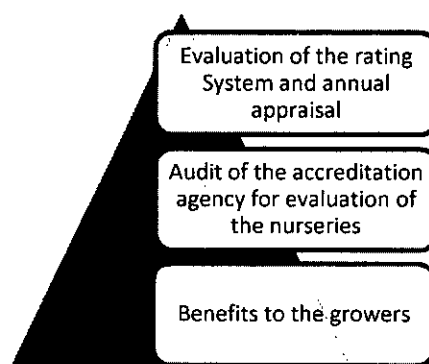 Evaluation of the rating
System and annual
appraisal
Audit of the accreditation
agency for evaluation of
the nurseries
Benefits to the growers